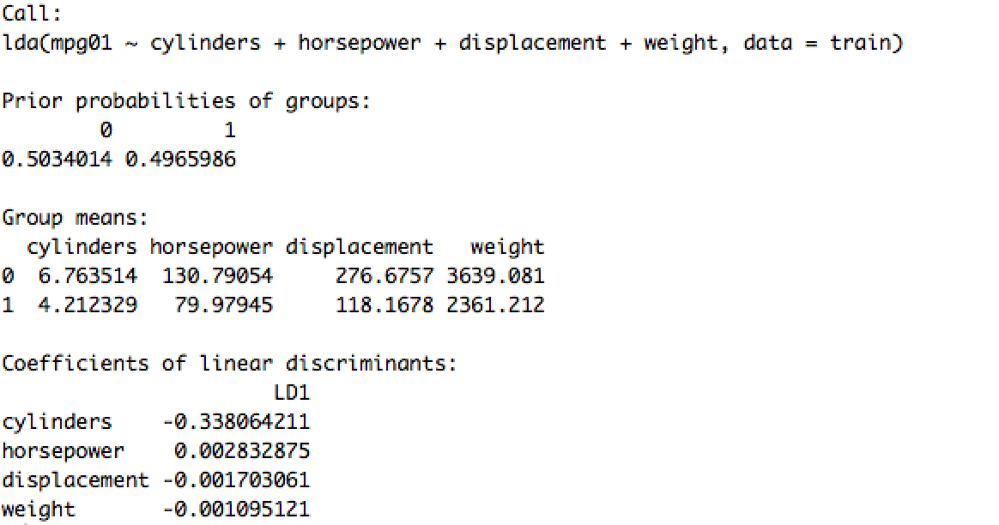 Call:
lda(mpg01 ~ cylinders + horsepower + displacement + weight, data = train)
Prior probabilities of groups:
0 1
0.5034014 0.4965986
Group means:
cylinders horsepower displacement weight
0 6.763514 130.79054 276.6757 3639.081
1 4.212329 79.97945 118.1678 2361.212
Coefficients of linear discriminants:
LD1
cylinders -0.338064211
horsepower 0.002832875
displacement -0.001703061
weight -0.001095121